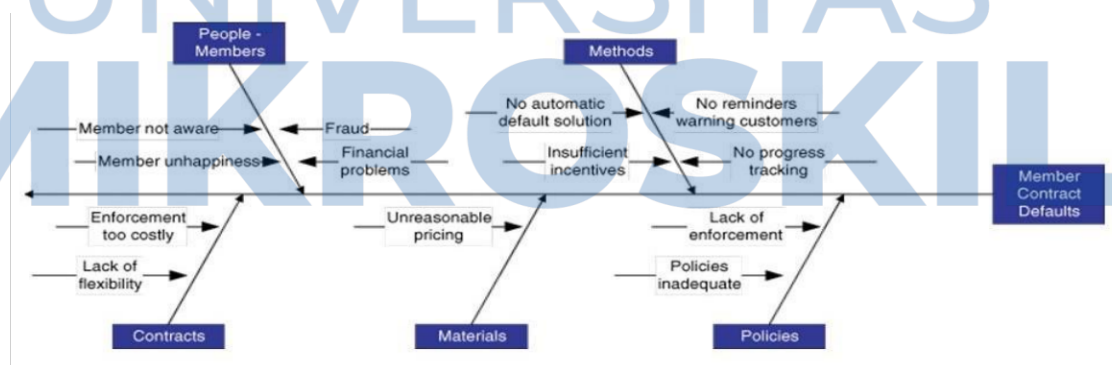 UNIVERSITAS
MIKROSKIL
People -
Members
Methods
Member not aware
Fraud
Member unhappiness
Financial
problems
No automatic
default solution
No reminders
warning customers
Insufficient
incentives
No progress
tracking
Member
Contract
Defaults
Enforcement
too costly
Lack of
flexibility
Unreasonable
pricing
Lack of
enforcement
Policies
inadequate
Contracts
Materials
Policies